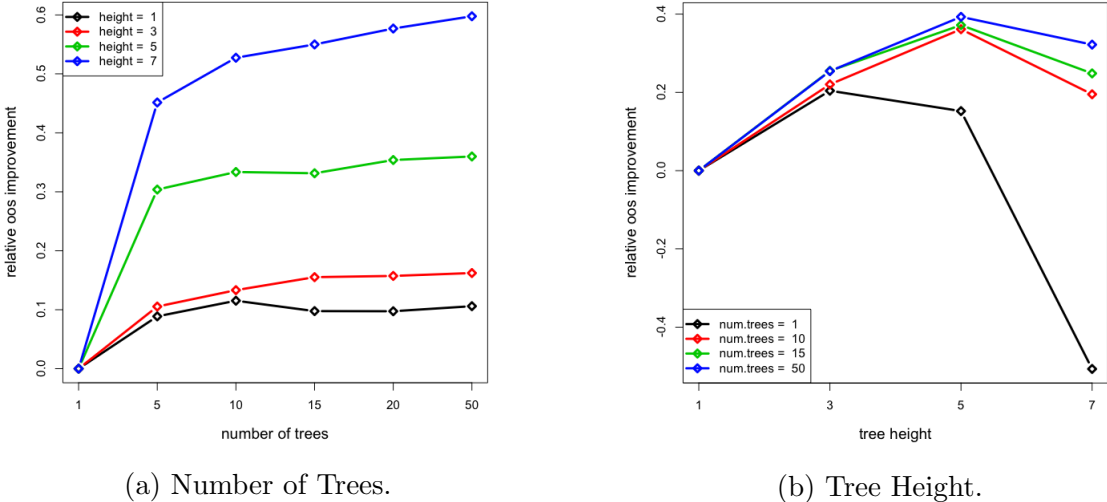 relative oos improvement
0.0 0.1 0.2 0.3 0.4 0.5 0.6
height = 1
height = 3
height = 5
height = 7
1 5 10 15 20 50
number of trees
(a) Number of Trees.
relative oos improvement
-0.4 -0.2 0.0 0.2 0.4
num.trees = 1
num.trees = 10
num.trees = 15
num.trees = 50
1 3 5 7
tree height
(b) Tree Height.